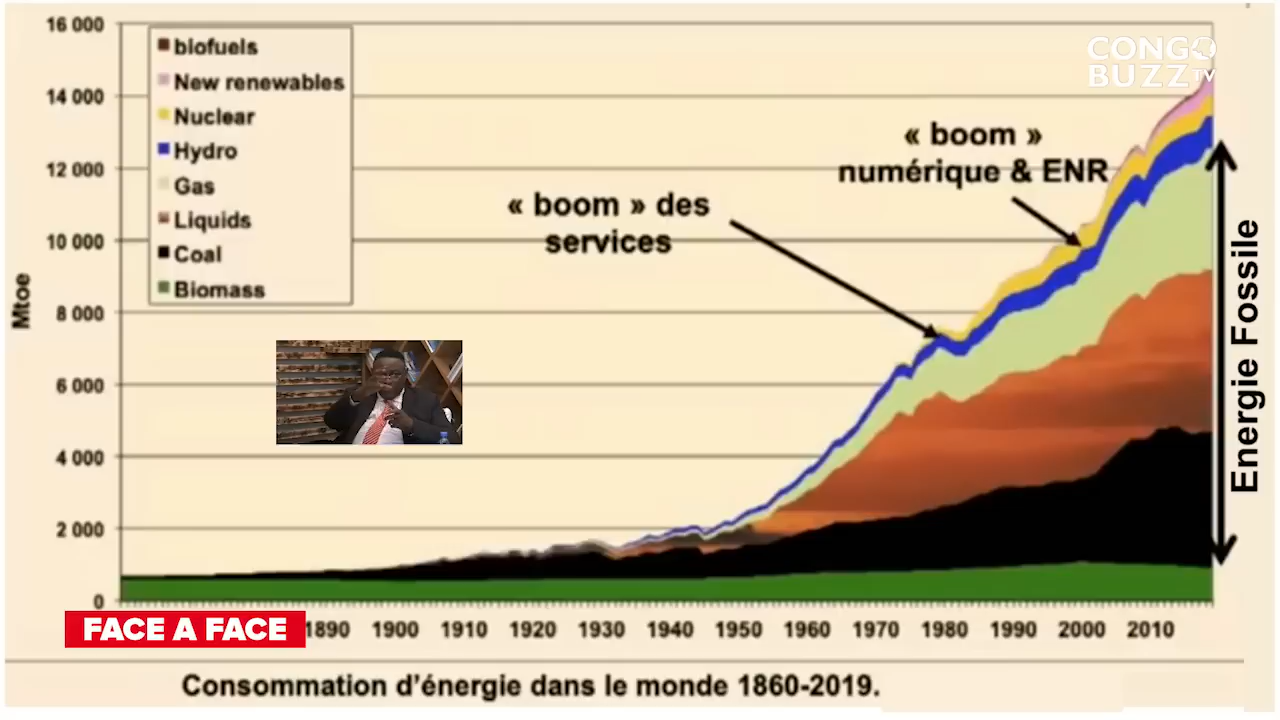 CONGO
BUZZ TV
16 000
14 000
12 000
10 000
8 000
6 000
4 000
2 000
0
Mtoe
biofuels
New renewables
Nuclear
Hydro
Gas
Liquids
Coal
Biomass
« boom » des
services
« boom »
numérique & ENR
Energie Fossile
FACE A FACE
1890 1900 1910 1920 1930 1940 1950 1960 1970 1980 1990 2000 2010
Consommation d'énergie dans le monde 1860-2019.